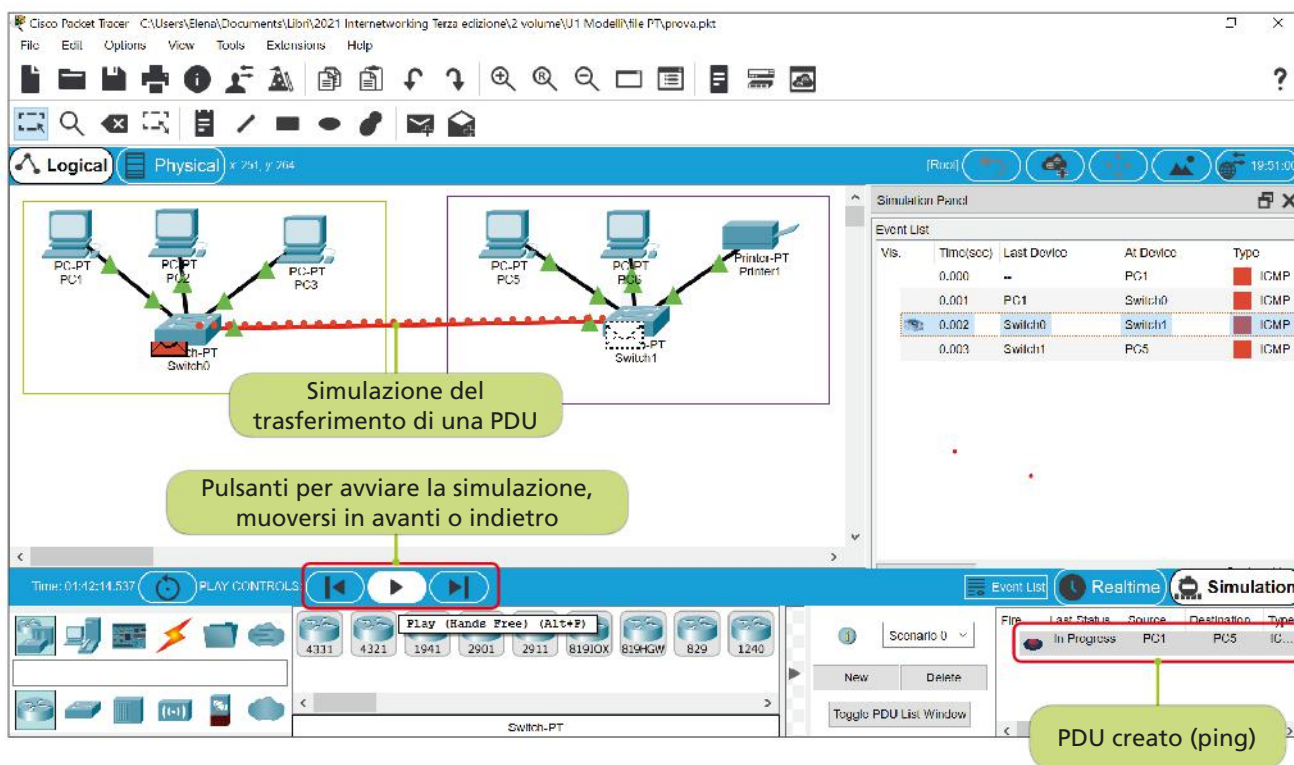 Cisco Packet Tracer C:\Users\Elena\Documents\Libri\2021 Internetworking Terza edizione\2 volume\U1 Modelli\file PT\prova.pkt
File Edit Options View Tools Extensions Help
?
Logical Physical x: 251, y: 264 [Root] 19:51:00
Simulation Panel
Event List
Vis. Time(sec) Last Device At Device Type
0.000 -- PC1 ICMP
0.001 PC1 Switch0 ICMP
0.002 Switch0 Switch1 ICMP
0.003 Switch1 PC5 ICMP
PC-PT
PC1
PC-PT
PC2
PC-PT
PC3
PC-PT
PC5
PC-PT
PC6
Printer-PT
Printer1
ch-PT
Switch0
-PT
Switch1
Simulazione del
trasferimento di una PDU
Pulsanti per avviare la simulazione,
muoversi in avanti o indietro
Time: 01:42:14.537 PLAY CONTROLS:
Event List Realtime Simulation
Play (Hands Free) (Alt+P)
4331 4321 1941 2901 2911 819IOX 819HGW 829 1240
Switch-PT
Scenario 0
New Delete
Toggle PDU List Window
Fire Last Status Source Destination Type
In Progress PC1 PC5 IC...
PDU creato (ping)